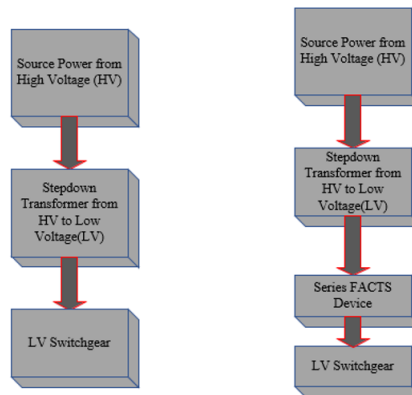 Source Power from
High Voltage (HV)
Stepdown
Transformer from
HV to Low
Voltage(LV)
LV Switchgear
Source Power from
High Voltage (HV)
Stepdown
Transformer from
HV to Low
Voltage(LV)
Series FACTS
Device
LV Switchgear